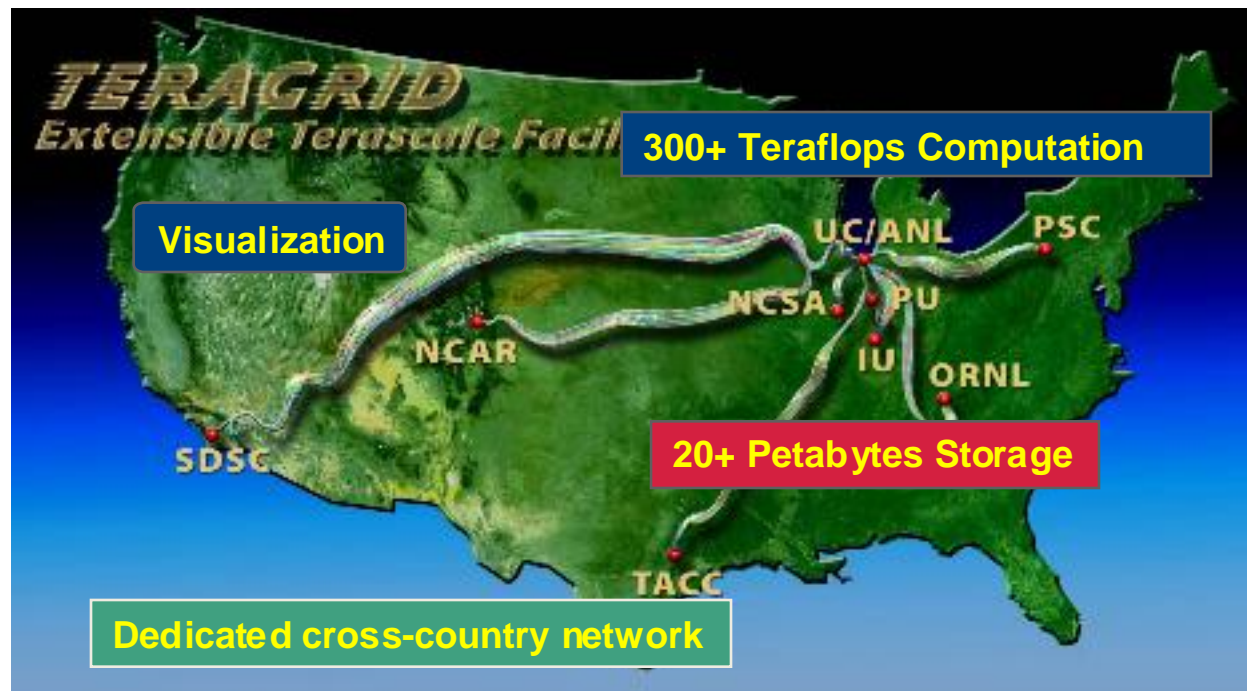 TERAGRID
Extensible Terascale Facil
300+ Teraflops Computation
Visualization
UC/ANL
PSC
NCSA
PU
NCAR
IU
ORNL
20+ Petabytes Storage
SDSC
TACC
Dedicated cross-country network